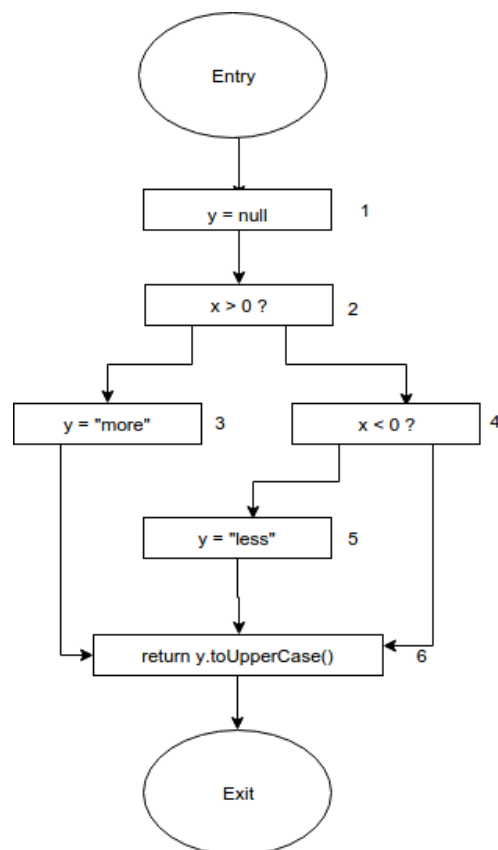 Entry
y = null
1
x > 0 ?
2
y = "more"
3
x < 0 ?
4
y = "less"
5
return y.toUpperCase()
6
Exit